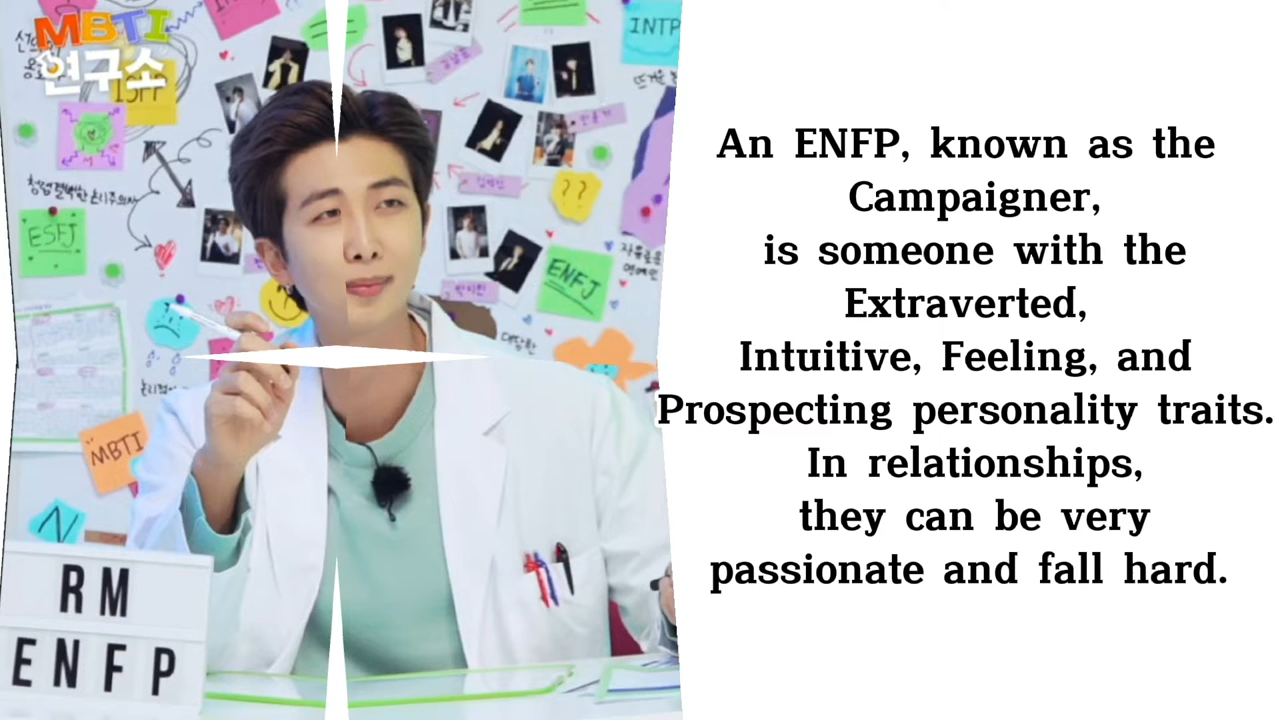 MBTI
연구소
INTP
ISFP
ESFJ
ENFJ
??
MBTI
N
RM
ENFP
An ENFP, known as the
Campaigner,
is someone with the
Extraverted,
Intuitive, Feeling, and
Prospecting personality traits.
In relationships,
they can be very
passionate and fall hard.